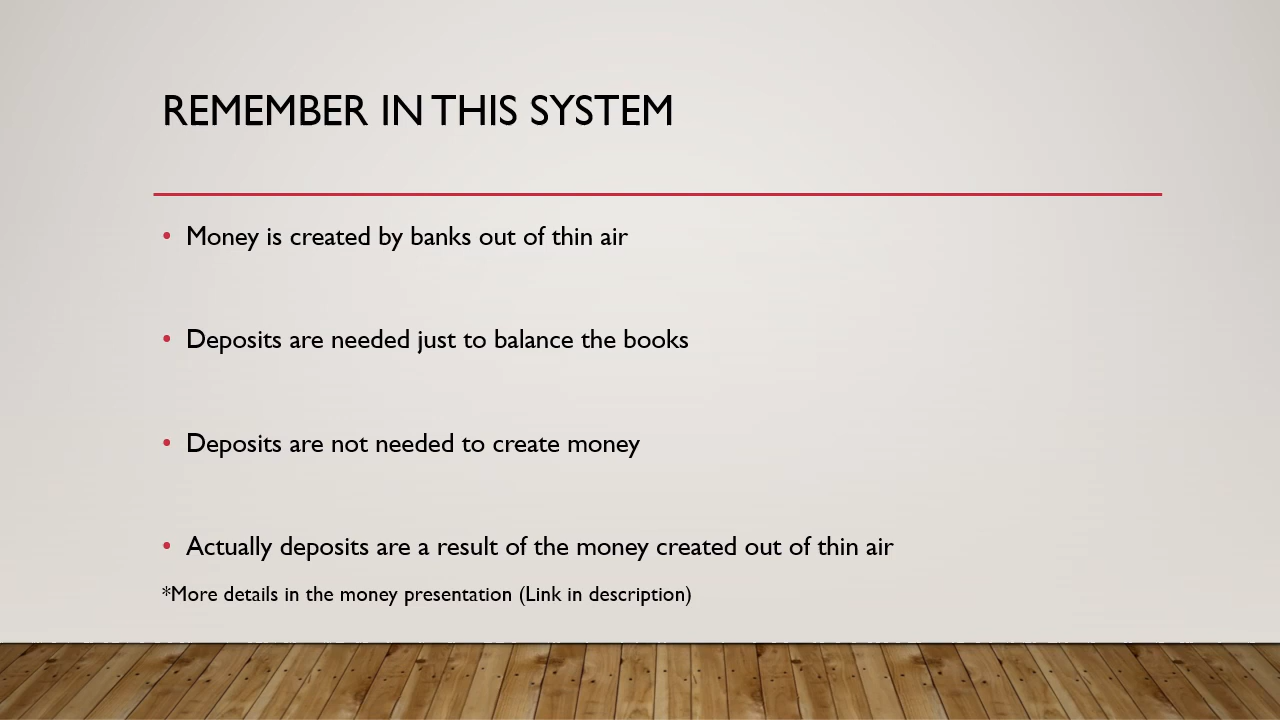 REMEMBER IN THIS SYSTEM
• Money is created by banks out of thin air
• Deposits are needed just to balance the books
• Deposits are not needed to create money
• Actually deposits are a result of the money created out of thin air
*More details in the money presentation (Link in description)